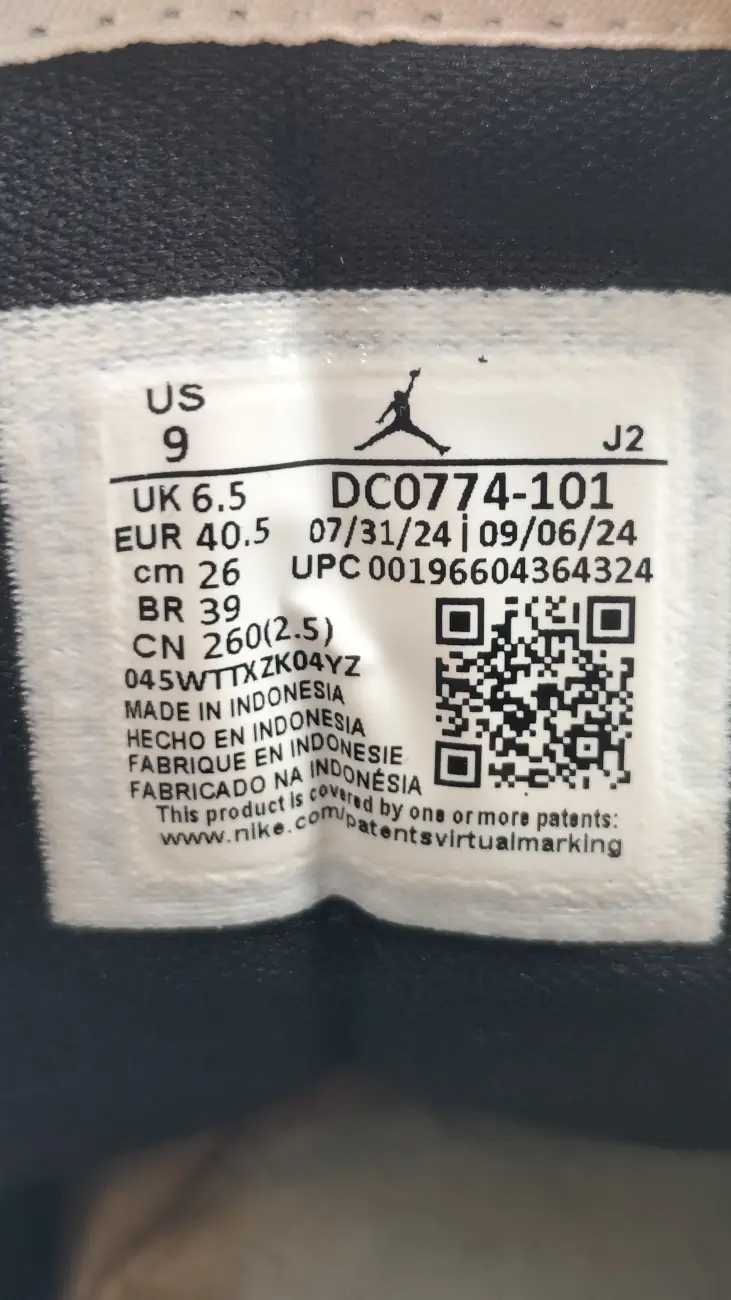 US
9
J2
UK 6.5
DC0774-101
EUR 40.5
07/31/24 | 09/06/24
cm 26
UPC 00196604364324
BR 39
CN 260(2.5)
045WTTXZK04YZ
MADE IN INDONESIA
HECHO EN INDONESIA
FABRIQUE EN INDONESIE
FABRICADO NA INDONÉSIA
This product is covered by one or more patents:
www.nike.com/patentsvirtualmarking